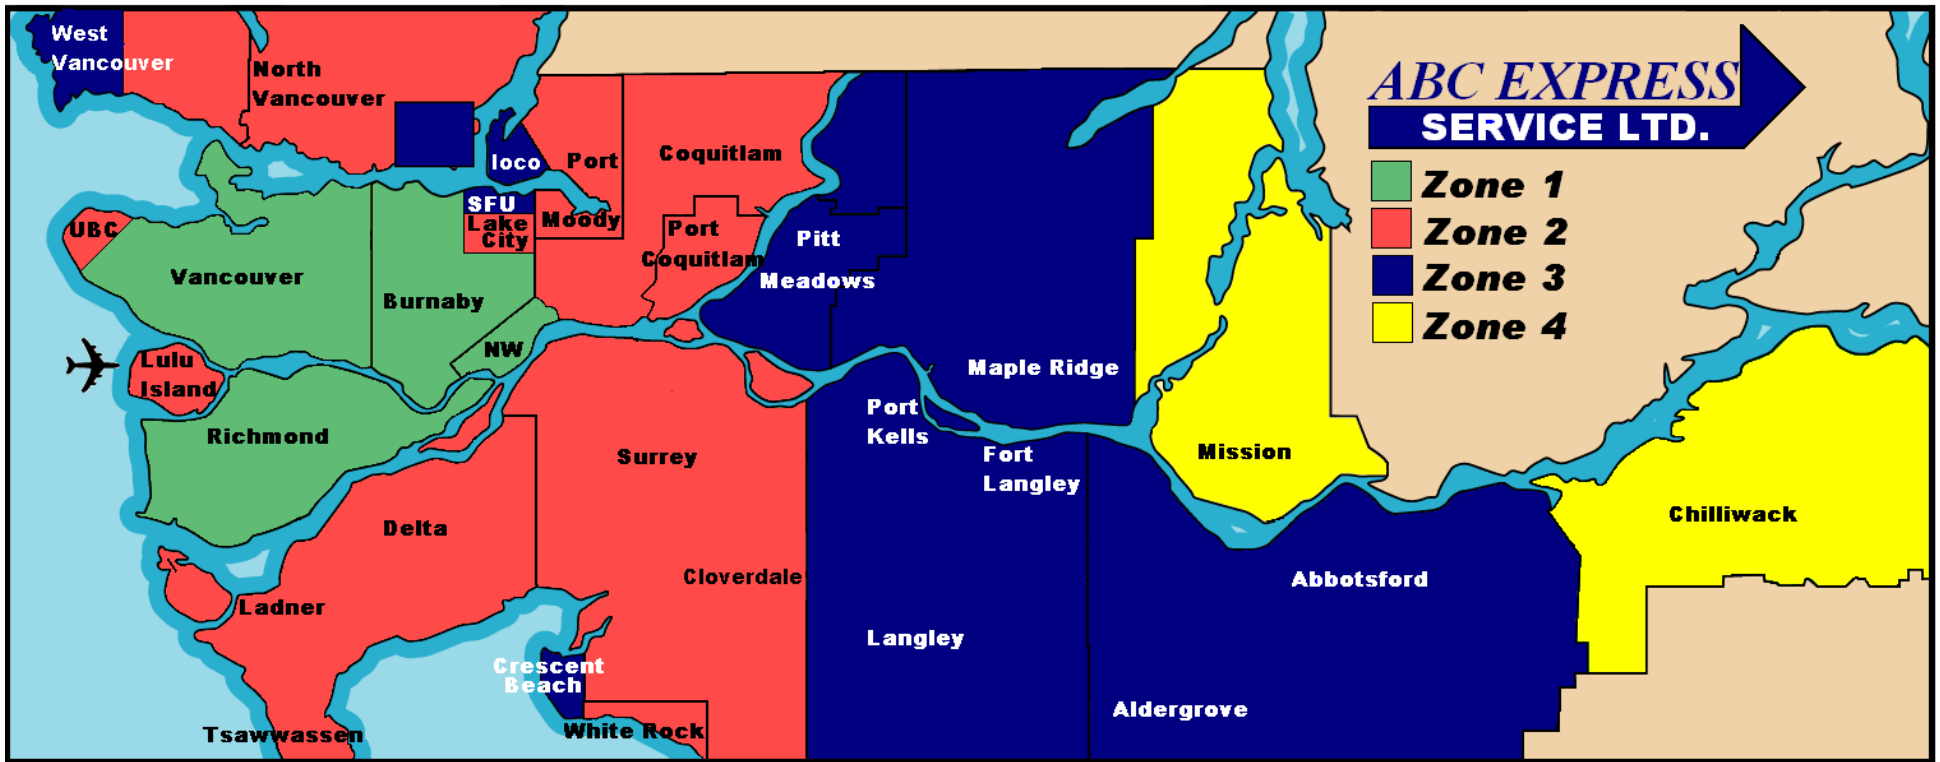 West
Vancouver
North
Vancouver
Ioco
Port
Moody
Coquitlam
SFU
Lake
City
Port
Coquitlam
Pitt
Meadows
UBC
Vancouver
Burnaby
NW
Lulu
Island
Richmond
Maple Ridge
Port
Kells
Fort
Langley
Mission
Surrey
Delta
Chilliwack
Cloverdale
Abbotsford
Ladner
Langley
Crescent
Beach
Aldergrove
Tsawwassen
White Rock
ABC EXPRESS
SERVICE LTD.
Zone 1
Zone 2
Zone 3
Zone 4